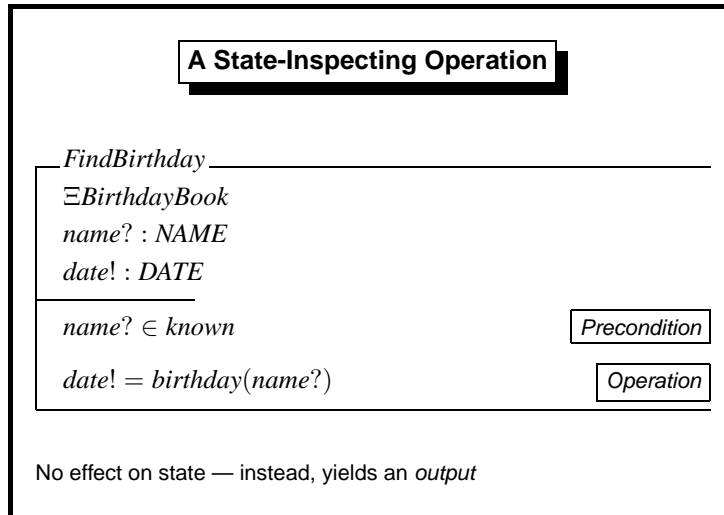 A State-Inspecting Operation
FindBirthday
ΞBirthdayBook
name? : NAME
date! : DATE
name? ∈ known Precondition
date! = birthday(name?) Operation
No effect on state — instead, yields an output